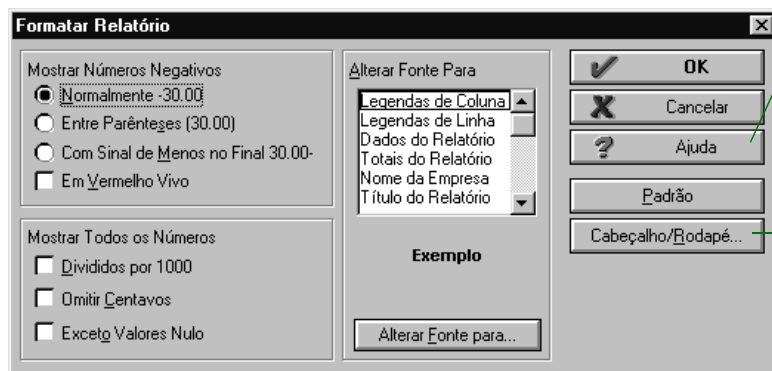 Formatar Relatório
Mostrar Números Negativos
Normalmente -30.00
Entre Parênteses (30.00)
Com Sinal de Menos no Final 30.00-
Em Vermelho Vivo
Mostrar Todos os Números
Divididos por 1000
Omitir Centavos
Exceto Valores Nulo
Alterar Fonte Para
Legendas de Coluna
Legendas de Linha
Dados do Relatório
Totais do Relatório
Nome da Empresa
Título do Relatório
Exemplo
Alterar Fonte para...
OK
Cancelar
Ajuda
Padrão
Cabeçalho/Rodapé...